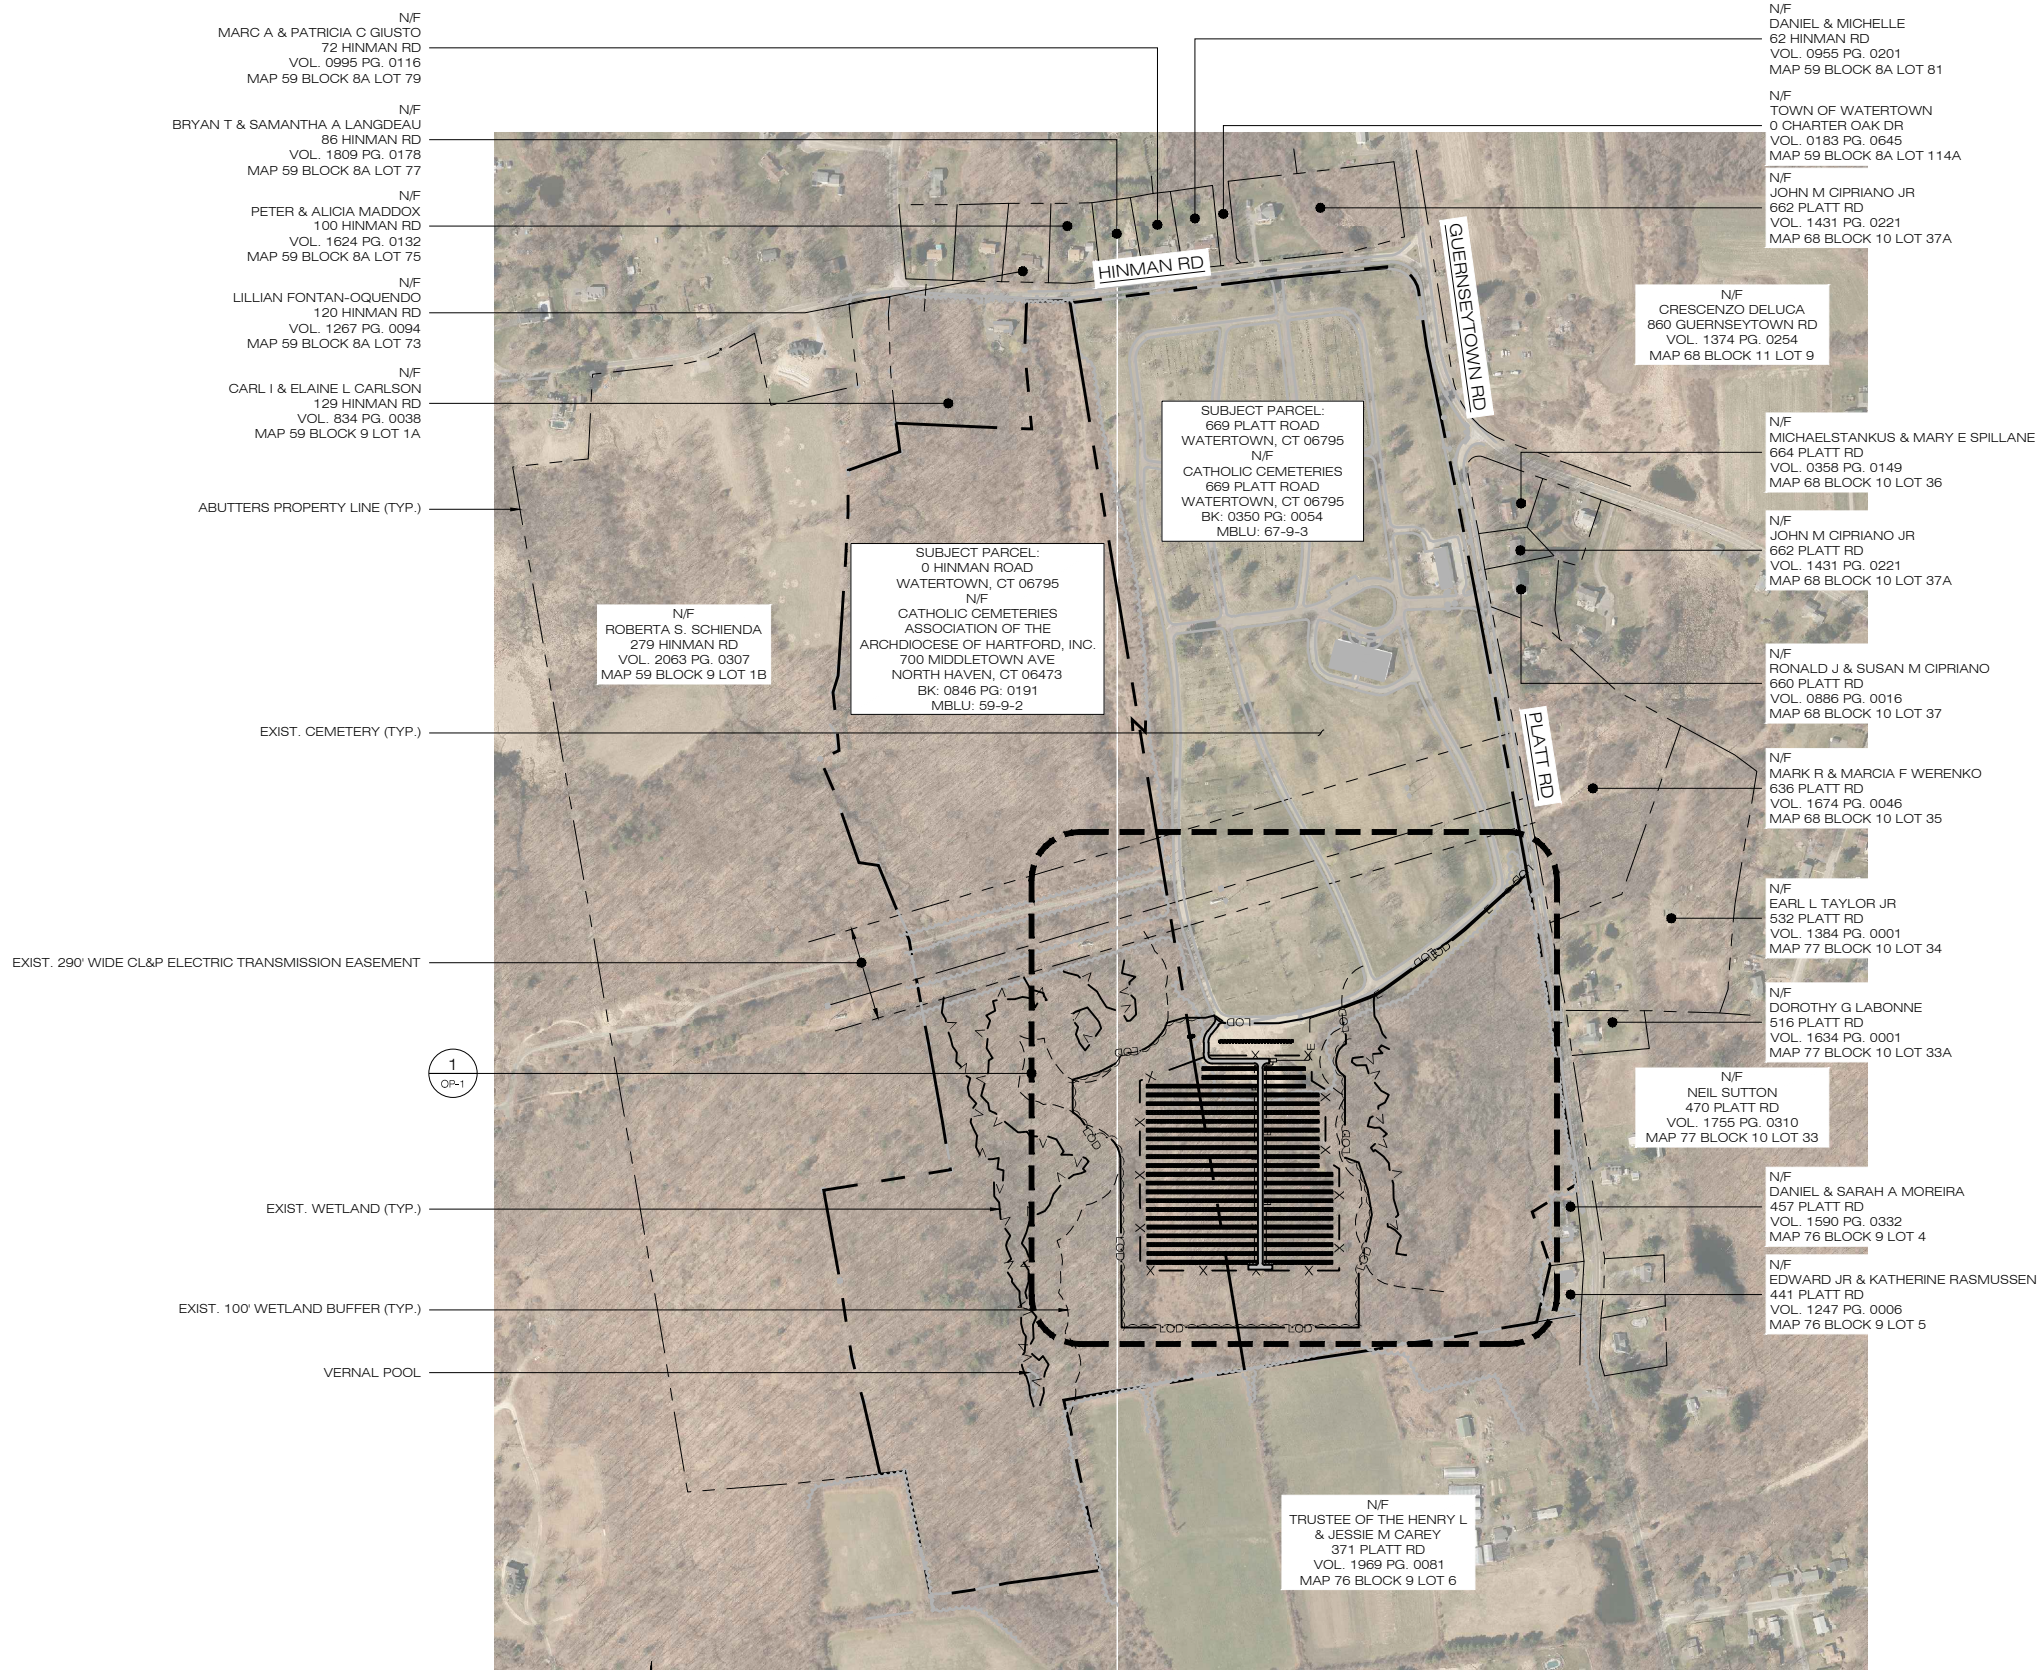 N/F
MARC A & PATRICIA C GIUSTO
72 HINMAN RD
VOL. 0995 PG. 0116
MAP 59 BLOCK 8A LOT 79
N/F
BRYAN T & SAMANTHA A LANGDEAU
86 HINMAN RD
VOL. 1809 PG. 0178
MAP 59 BLOCK 8A LOT 77
N/F
PETER & ALICIA MADDOX
100 HINMAN RD
VOL. 1624 PG. 0132
MAP 59 BLOCK 8A LOT 75
N/F
LILLIAN FONTAN-OQUENDO
120 HINMAN RD
VOL. 1267 PG. 0094
MAP 59 BLOCK 8A LOT 73
N/F
CARL I & ELAINE L CARLSON
129 HINMAN RD
VOL. 834 PG. 0038
MAP 59 BLOCK 9 LOT 1A
ABUTTERS PROPERTY LINE (TYP.)
EXIST. CEMETERY (TYP.)
EXIST. 290' WIDE CL&P ELECTRIC TRANSMISSION EASEMENT
1
OP-1
EXIST. WETLAND (TYP.)
EXIST. 100' WETLAND BUFFER (TYP.)
VERNAL POOL
HINMAN RD
GUERNSEYTOWN RD
PLATT RD
SUBJECT PARCEL:
669 PLATT ROAD
WATERTOWN, CT 06795
N/F
CATHOLIC CEMETERIES
669 PLATT ROAD
WATERTOWN, CT 06795
BK: 0350 PG: 0054
MBLU: 67-9-3
SUBJECT PARCEL:
0 HINMAN ROAD
WATERTOWN, CT 06795
N/F
CATHOLIC CEMETERIES
ASSOCIATION OF THE
ARCHDIOCESE OF HARTFORD, INC.
700 MIDDLETOWN AVE
NORTH HAVEN, CT 06473
BK: 0846 PG: 0191
MBLU: 59-9-2
N/F
ROBERTA S. SCHIENDA
279 HINMAN RD
VOL. 2063 PG. 0307
MAP 59 BLOCK 9 LOT 1B
LOD
LOD
LOD
LOD
LOD
LOD
LOD
LOD
LOD
LOD
LOD
LOD
E
N/F
TRUSTEE OF THE HENRY L
& JESSIE M CAREY
371 PLATT RD
VOL. 1969 PG. 0081
MAP 76 BLOCK 9 LOT 6
N/F
DANIEL & MICHELLE
62 HINMAN RD
VOL. 0955 PG. 0201
MAP 59 BLOCK 8A LOT 81
N/F
TOWN OF WATERTOWN
0 CHARTER OAK DR
VOL. 0183 PG. 0645
MAP 59 BLOCK 8A LOT 114A
N/F
JOHN M CIPRIANO JR
662 PLATT RD
VOL. 1431 PG. 0221
MAP 68 BLOCK 10 LOT 37A
N/F
CRESCENZO DELUCA
860 GUERNSEYTOWN RD
VOL. 1374 PG. 0254
MAP 68 BLOCK 11 LOT 9
N/F
MICHAELSTANKUS & MARY E SPILLANE
664 PLATT RD
VOL. 0358 PG. 0149
MAP 68 BLOCK 10 LOT 36
N/F
JOHN M CIPRIANO JR
662 PLATT RD
VOL. 1431 PG. 0221
MAP 68 BLOCK 10 LOT 37A
N/F
RONALD J & SUSAN M CIPRIANO
660 PLATT RD
VOL. 0886 PG. 0016
MAP 68 BLOCK 10 LOT 37
N/F
MARK R & MARCIA F WERENKO
636 PLATT RD
VOL. 1674 PG. 0046
MAP 68 BLOCK 10 LOT 35
N/F
EARL L TAYLOR JR
532 PLATT RD
VOL. 1384 PG. 0001
MAP 77 BLOCK 10 LOT 34
N/F
DOROTHY G LABONNE
516 PLATT RD
VOL. 1634 PG. 0001
MAP 77 BLOCK 10 LOT 33A
N/F
NEIL SUTTON
470 PLATT RD
VOL. 1755 PG. 0310
MAP 77 BLOCK 10 LOT 33
N/F
DANIEL & SARAH A MOREIRA
457 PLATT RD
VOL. 1590 PG. 0332
MAP 76 BLOCK 9 LOT 4
N/F
EDWARD JR & KATHERINE RASMUSSEN
441 PLATT RD
VOL. 1247 PG. 0006
MAP 76 BLOCK 9 LOT 5